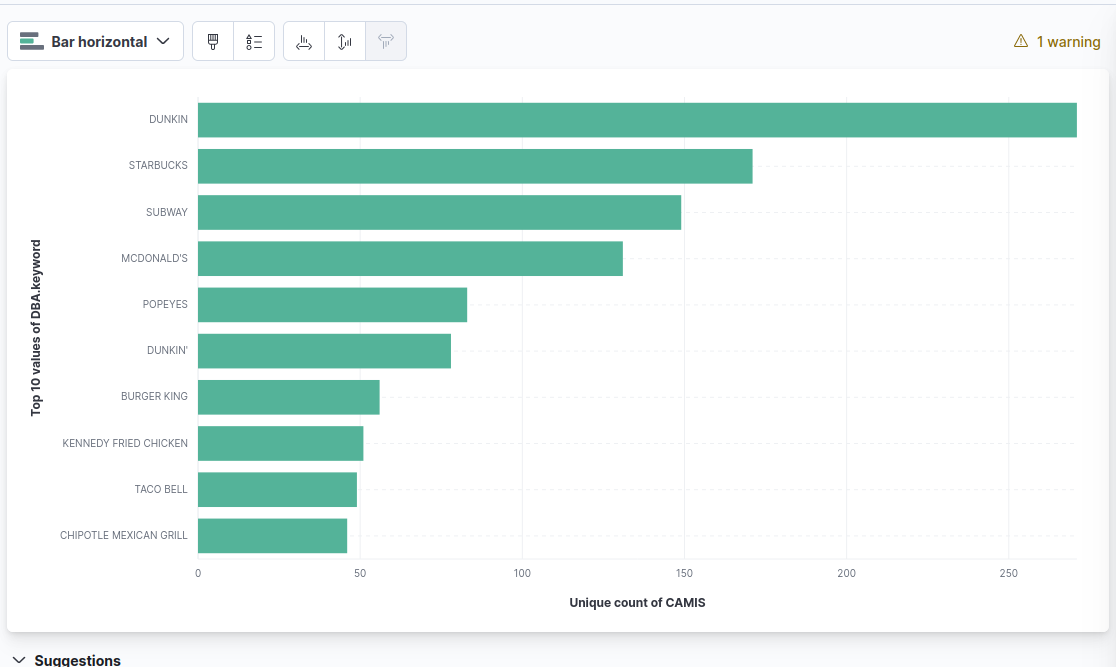 Bar horizontal
1 warning
DUNKIN
STARBUCKS
SUBWAY
MCDONALD'S
POPEYES
DUNKIN'
BURGER KING
KENNEDY FRIED CHICKEN
TACO BELL
CHIPOTLE MEXICAN GRILL
Top 10 values of DBA.keyword
0 50 100 150 200 250
Unique count of CAMIS
Suggestions